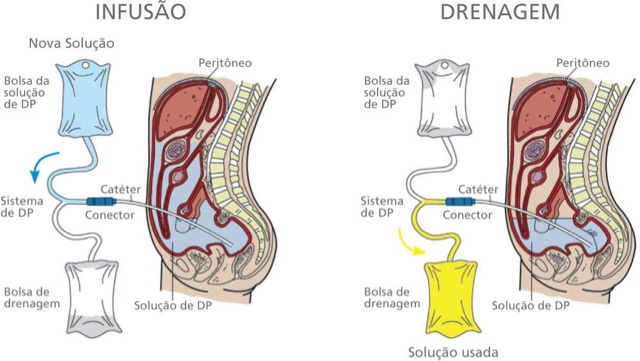 INFUSÃO
Nova Solução
Bolsa da
solução
de DP
Peritôneo
Sistema
de DP
Catéter
Conector
Bolsa de
drenagem
Solução de DP
DRENAGEM
Bolsa da
solução
de DP
Peritôneo
Sistema
de DP
Catéter
Conector
Bolsa de
drenagem
Solução de DP
Solução usada